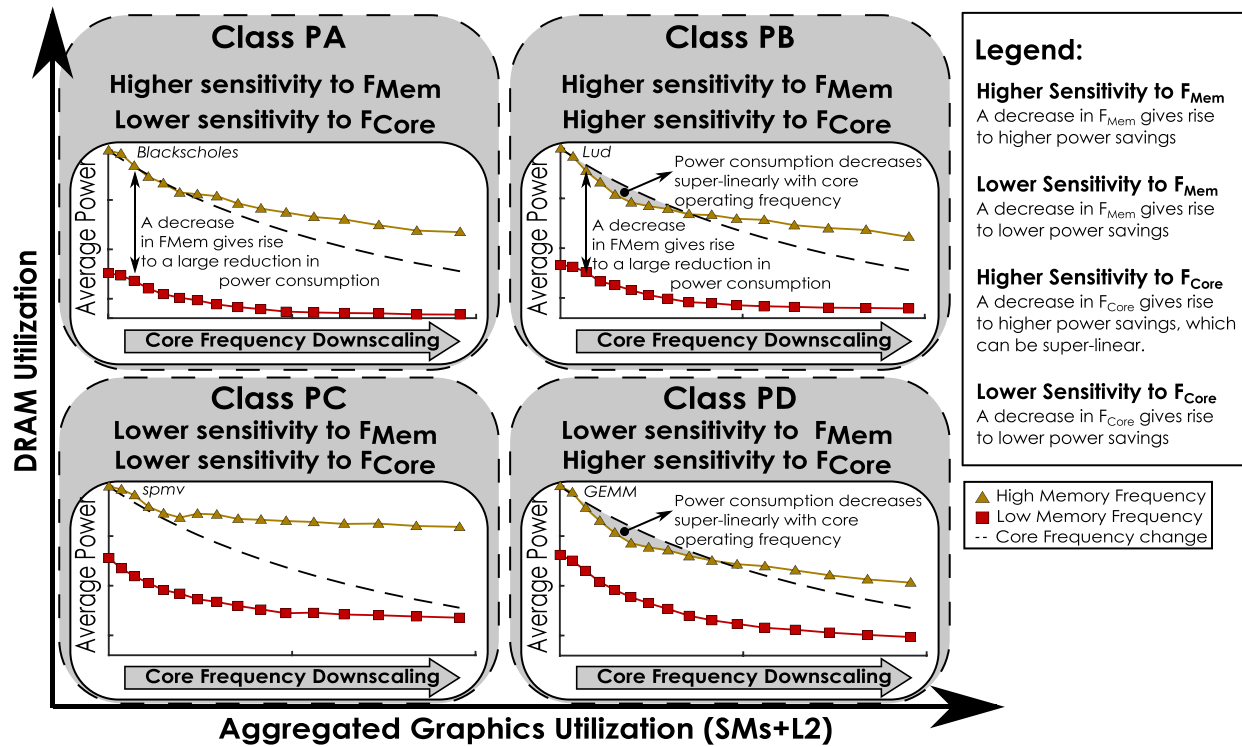 DRAM Utilization
Class PA
Higher sensitivity to FMem
Lower sensitivity to FCore
Average Power
Blackscholes
A decrease
in FMem gives rise
to a large reduction in
power consumption
Core Frequency Downscaling
Class PB
Higher sensitivity to FMem
Higher sensitivity to FCore
Average Power
Lud
Power consumption decreases
super-linearly with core
operating frequency
A decrease
in FMem gives rise
to a large reduction in
power consumption
Core Frequency Downscaling
Class PC
Lower sensitivity to FMem
Lower sensitivity to FCore
Average Power
spmv
Core Frequency Downscaling
Class PD
Lower sensitivity to FMem
Higher sensitivity to FCore
Average Power
GEMM
Power consumption decreases
super-linearly with core
operating frequency
Core Frequency Downscaling
Aggregated Graphics Utilization (SMs+L2)
Legend:
Higher Sensitivity to FMem
A decrease in FMem gives rise
to higher power savings
Lower Sensitivity to FMem
A decrease in FMem gives rise
to lower power savings
Higher Sensitivity to FCore
A decrease in FCore gives rise
to higher power savings, which
can be super-linear.
Lower Sensitivity to FCore
A decrease in FCore gives rise
to lower power savings
High Memory Frequency
Low Memory Frequency
Core Frequency change